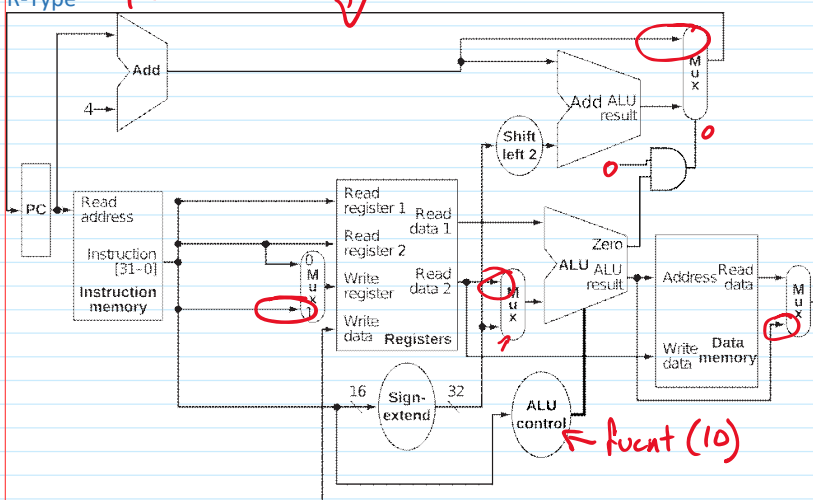 R-Type
Add
4
M
u
x
Add ALU
result
0
Shift
left 2
0
PC
Read
address
Instruction
[31-0]
Instruction
memory
0
M
u
x
1
Read
register 1
Read
data 1
Read
register 2
Write
register
Read
data 2
Write
data
Registers
M
u
x
1
Zero
ALU
ALU
result
Address
Read
data
Write
data
Data
memory
M
u
x
16
Sign-
extend
32
ALU
control
fucnt (10)